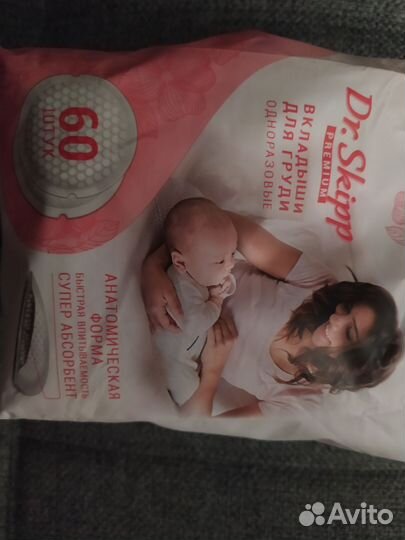 Dr. Skipp
PREMIUM
ВКЛАДЫШИ
ДЛЯ ГРУДИ
ОДНОРАЗОВЫЕ
60
ШТУК
АНАТОМИЧЕСКАЯ
ФОРМА
БЫСТРАЯ ВПИТЫВАЕМОСТЬ
СУПЕР АБСОРБЕНТ
Avito